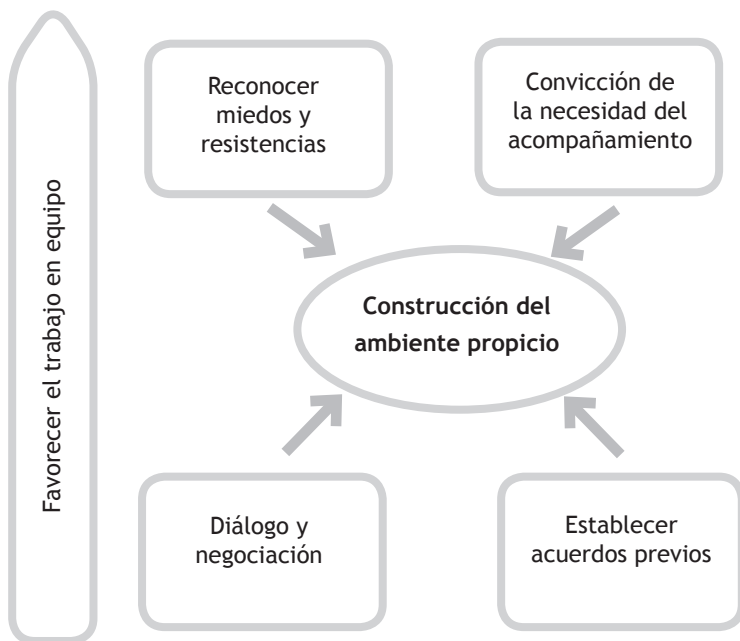 Favorecer el trabajo en equipo
Reconocer
miedos y
resistencias
Convicción de
la necesidad del
acompañamiento
Construcción del
ambiente propicio
Diálogo y
negociación
Establecer
acuerdos previos